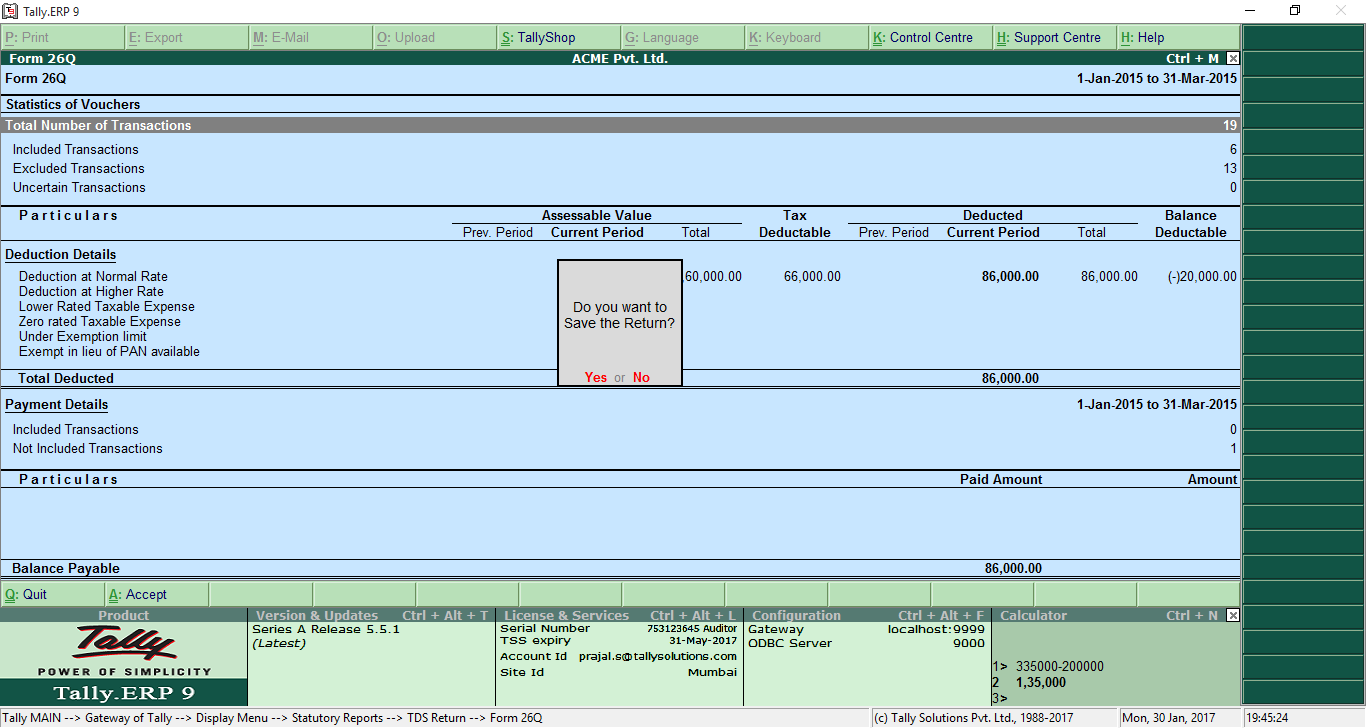 Tally.ERP 9
P: Print E: Export M: E-Mail O: Upload S: TallyShop G: Language K: Keyboard K: Control Centre H: Support Centre H: Help
Form 26Q ACME Pvt. Ltd. Ctrl + M
Form 26Q 1-Jan-2015 to 31-Mar-2015
Statistics of Vouchers
Total Number of Transactions 19
Included Transactions 6
Excluded Transactions 13
Uncertain Transactions 0
Particulars Assessable Value Tax Deducted Balance
Prev. Period Current Period Total Deductable Prev. Period Current Period Total Deductable
Deduction Details
Deduction at Normal Rate 60,000.00 66,000.00 86,000.00 86,000.00 (-)20,000.00
Deduction at Higher Rate
Lower Rated Taxable Expense
Zero rated Taxable Expense
Under Exemption limit
Exempt in lieu of PAN available
Do you want to
Save the Return?
Yes or No
Total Deducted 86,000.00
Payment Details 1-Jan-2015 to 31-Mar-2015
Included Transactions 0
Not Included Transactions 1
Particulars Paid Amount Amount
Balance Payable 86,000.00
Q: Quit A: Accept
Product Version & Updates Ctrl + Alt + T License & Services Ctrl + Alt + L Configuration Ctrl + Alt + F Calculator Ctrl + N
Tally
POWER OF SIMPLICITY
Tally.ERP 9
Series A Release 5.5.1
(Latest)
Serial Number 753123645 Auditor
TSS expiry 31-May-2017
Account Id prajal.s@tallysolutions.com
Site Id Mumbai
Gateway localhost:9999
ODBC Server 9000
1> 335000-200000
2 1,35,000
3>
Tally MAIN --> Gateway of Tally --> Display Menu --> Statutory Reports --> TDS Return --> Form 26Q (c) Tally Solutions Pvt. Ltd., 1988-2017 Mon, 30 Jan, 2017 19:45:24